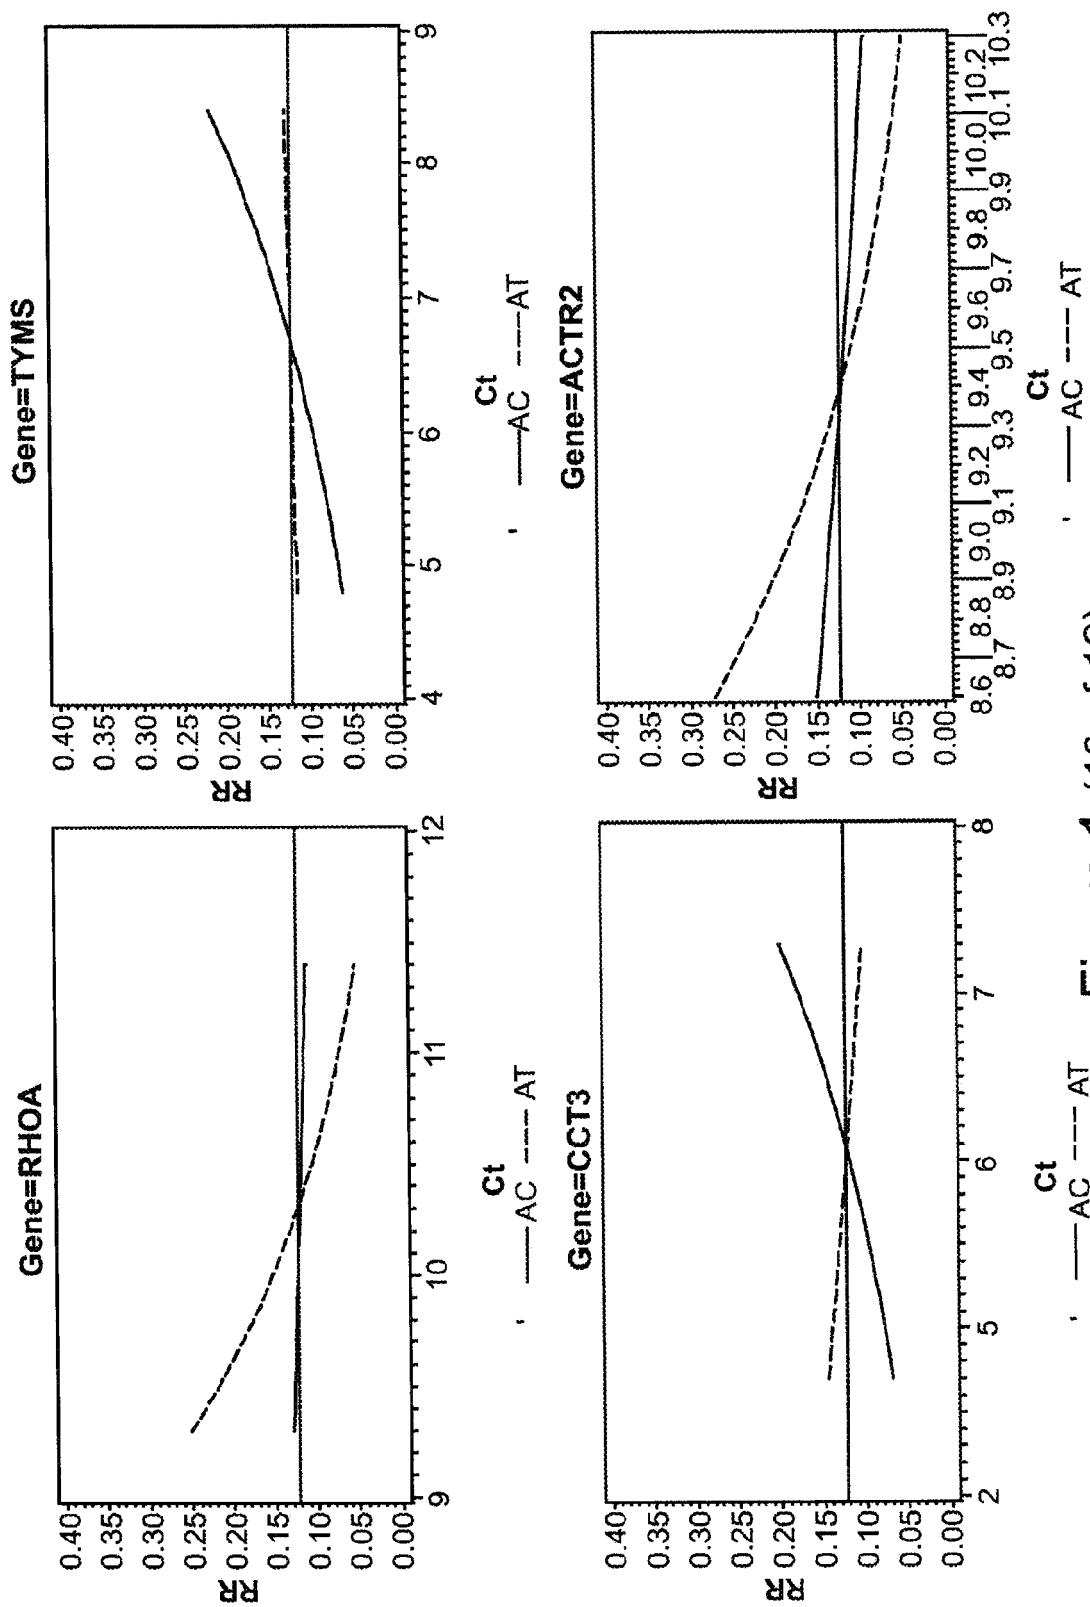 Gene=RHOA
RR
0.40
0.35
0.30
0.25
0.20
0.15
0.10
0.05
0.00
9 10 11 12
Ct
' — AC --- AT
Gene=TYMS
RR
0.40
0.35
0.30
0.25
0.20
0.15
0.10
0.05
0.00
4 5 6 7 8 9
Ct
' — AC --- AT
Gene=CCT3
RR
0.40
0.35
0.30
0.25
0.20
0.15
0.10
0.05
0.00
2 5 6 7 8
Ct
' — AC --- AT
Gene=ACTR2
RR
0.40
0.35
0.30
0.25
0.20
0.15
0.10
0.05
0.00
8.6 8.8 9.0 9.2 9.4 9.6 9.8 10.0 10.2
8.7 8.9 9.1 9.3 9.5 9.7 9.9 10.1 10.3
Ct
' — AC --- AT